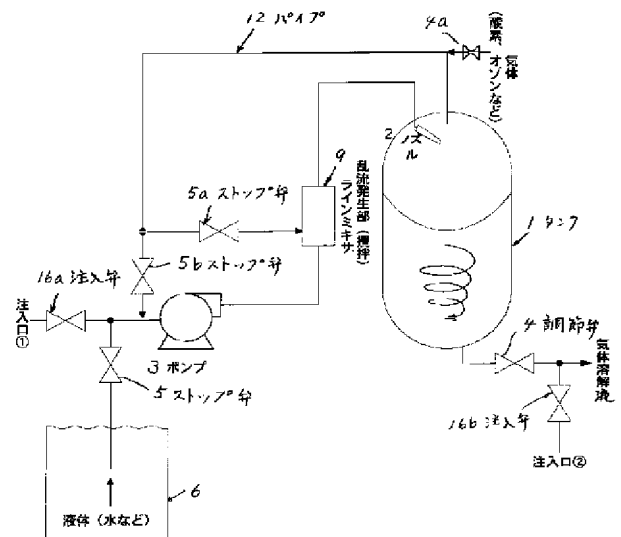 12 パイプ
4a
気体
(酸素、オゾンなど)
2 ノズ
ル
9
乱流発生部(攪拌)
ラインミキサ
5a ストップ弁
1 タンク
5b ストップ弁
16a 注入弁
注入口①
4 調節弁
気体溶解液
3 ポンプ
5 ストップ弁
16b 注入弁
注入口②
6
液体(水など)